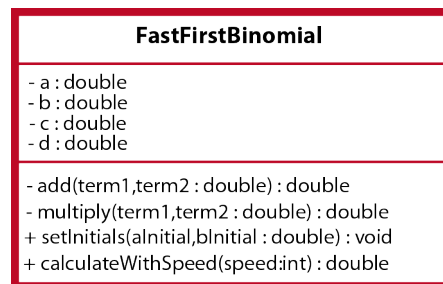 FastFirstBinomial
- a : double
- b : double
- c : double
- d : double
- add(term1,term2 : double) : double
- multiply(term1,term2 : double) : double
+ setInitials(aInitial,bInitial : double) : void
+ calculateWithSpeed(speed:int) : double